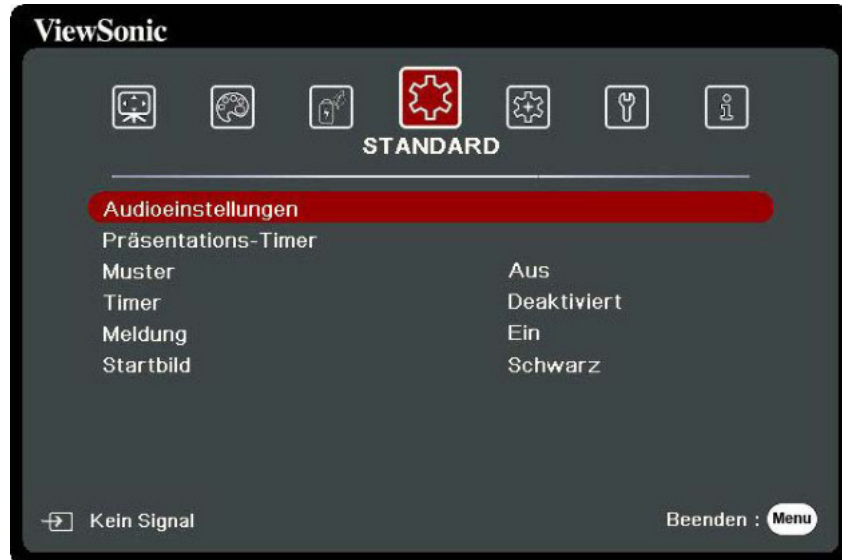 ViewSonic
STANDARD
Audioeinstellungen
Präsentations-Timer
Muster Aus
Timer Deaktiviert
Meldung Ein
Startbild Schwarz
Kein Signal Beenden : Menu